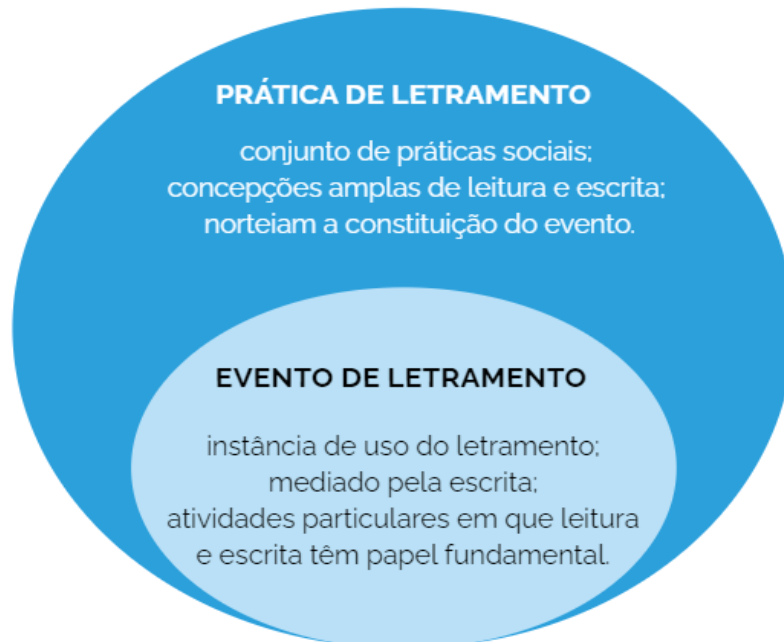 PRÁTICA DE LETRAMENTO
conjunto de práticas sociais;
concepções amplas de leitura e escrita;
norteiam a constituição do evento.
EVENTO DE LETRAMENTO
instância de uso do letramento;
mediado pela escrita;
atividades particulares em que leitura
e escrita têm papel fundamental.